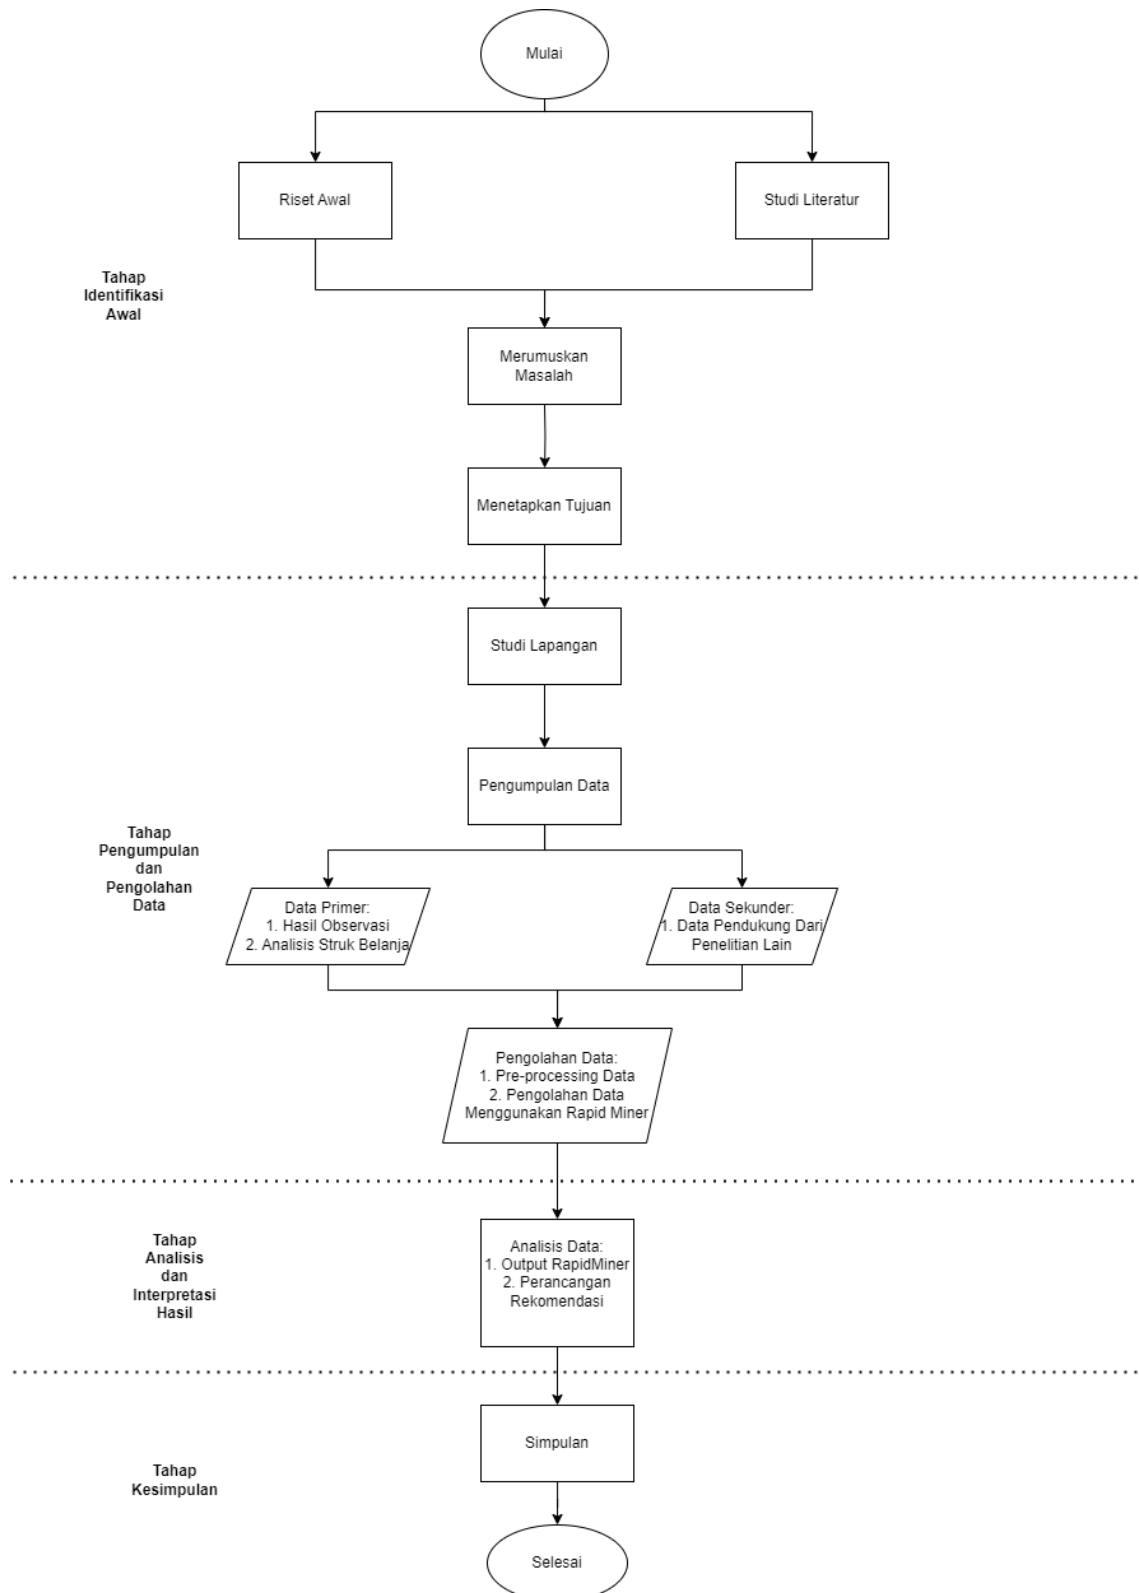 Mulai
Riset Awal
Studi Literatur
Tahap
Identifikasi
Awal
Merumuskan
Masalah
Menetapkan Tujuan
Studi Lapangan
Pengumpulan Data
Tahap
Pengumpulan
dan
Pengolahan
Data
Data Primer:
1. Hasil Observasi
2. Analisis Struk Belanja
Data Sekunder:
1. Data Pendukung Dari
Penelitian Lain
Pengolahan Data:
1. Pre-processing Data
2. Pengolahan Data
Menggunakan Rapid Miner
Tahap
Analisis
dan
Interpretasi
Hasil
Analisis Data:
1. Output RapidMiner
2. Perancangan
Rekomendasi
Simpulan
Tahap
Kesimpulan
Selesai